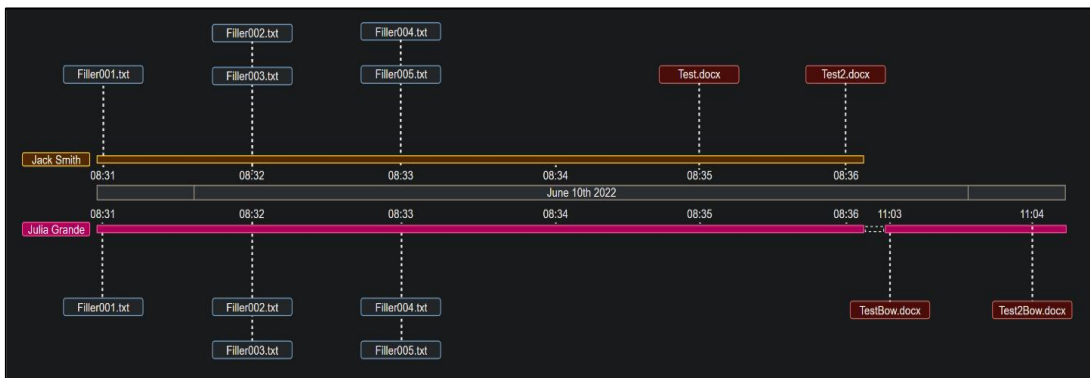 Filler002.txt Filler004.txt
Filler001.txt Filler003.txt Filler005.txt Test.docx Test2.docx
Jack Smith
08:31 08:32 08:33 08:34 08:35 08:36
June 10th 2022
08:31 08:32 08:33 08:34 08:35 08:36 11:03 11:04
Julia Grande
Filler001.txt Filler002.txt Filler004.txt TestBow.docx Test2Bow.docx
Filler003.txt Filler005.txt